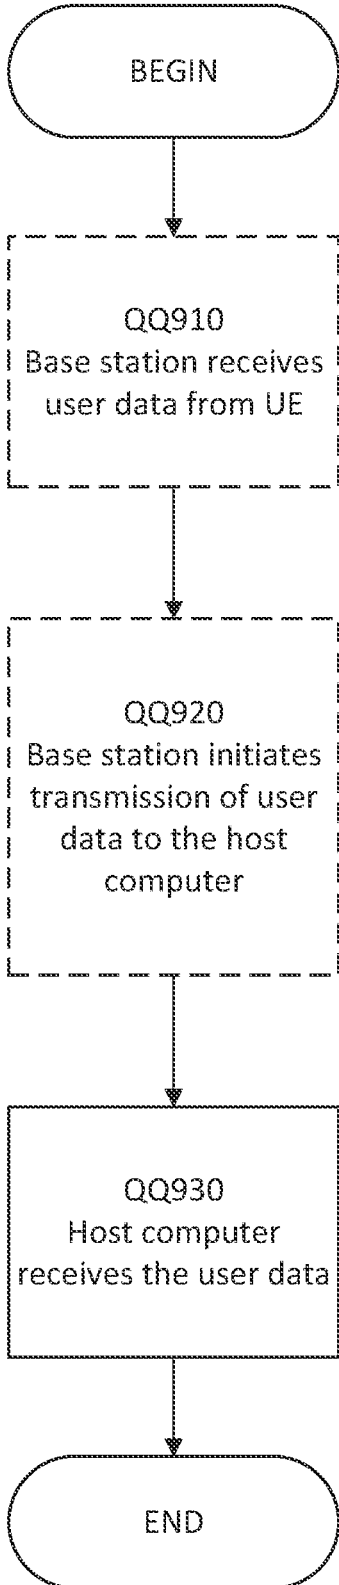 BEGIN
QQ910
Base station receives
user data from UE
QQ920
Base station initiates
transmission of user
data to the host
computer
QQ930
Host computer
receives the user data
END